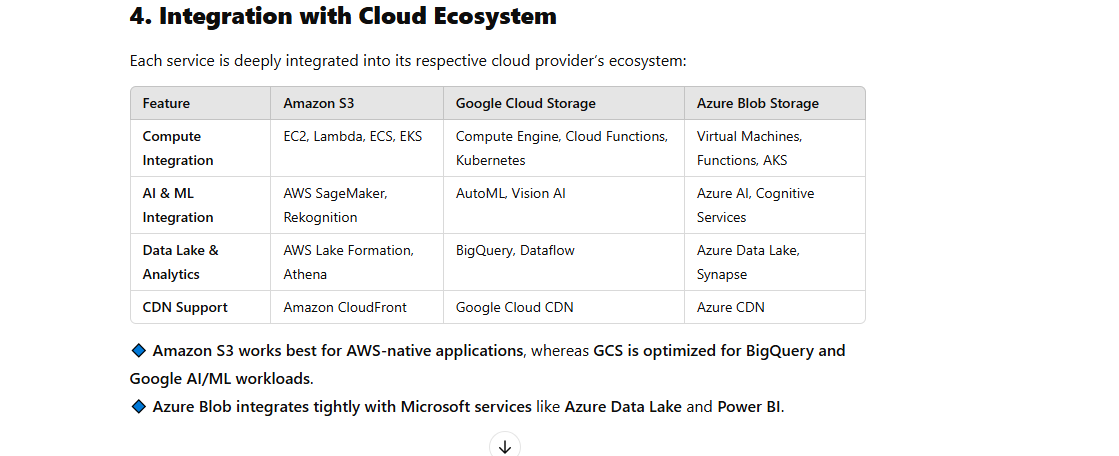 4. Integration with Cloud Ecosystem
Each service is deeply integrated into its respective cloud provider’s ecosystem:
Feature Amazon S3 Google Cloud Storage Azure Blob Storage
Compute Integration EC2, Lambda, ECS, EKS Compute Engine, Cloud Functions, Kubernetes Virtual Machines, Functions, AKS
AI & ML Integration AWS SageMaker, Rekognition AutoML, Vision AI Azure AI, Cognitive Services
Data Lake & Analytics AWS Lake Formation, Athena BigQuery, Dataflow Azure Data Lake, Synapse
CDN Support Amazon CloudFront Google Cloud CDN Azure CDN
🔹 Amazon S3 works best for AWS-native applications, whereas GCS is optimized for BigQuery and
Google AI/ML workloads.
🔹 Azure Blob integrates tightly with Microsoft services like Azure Data Lake and Power BI.